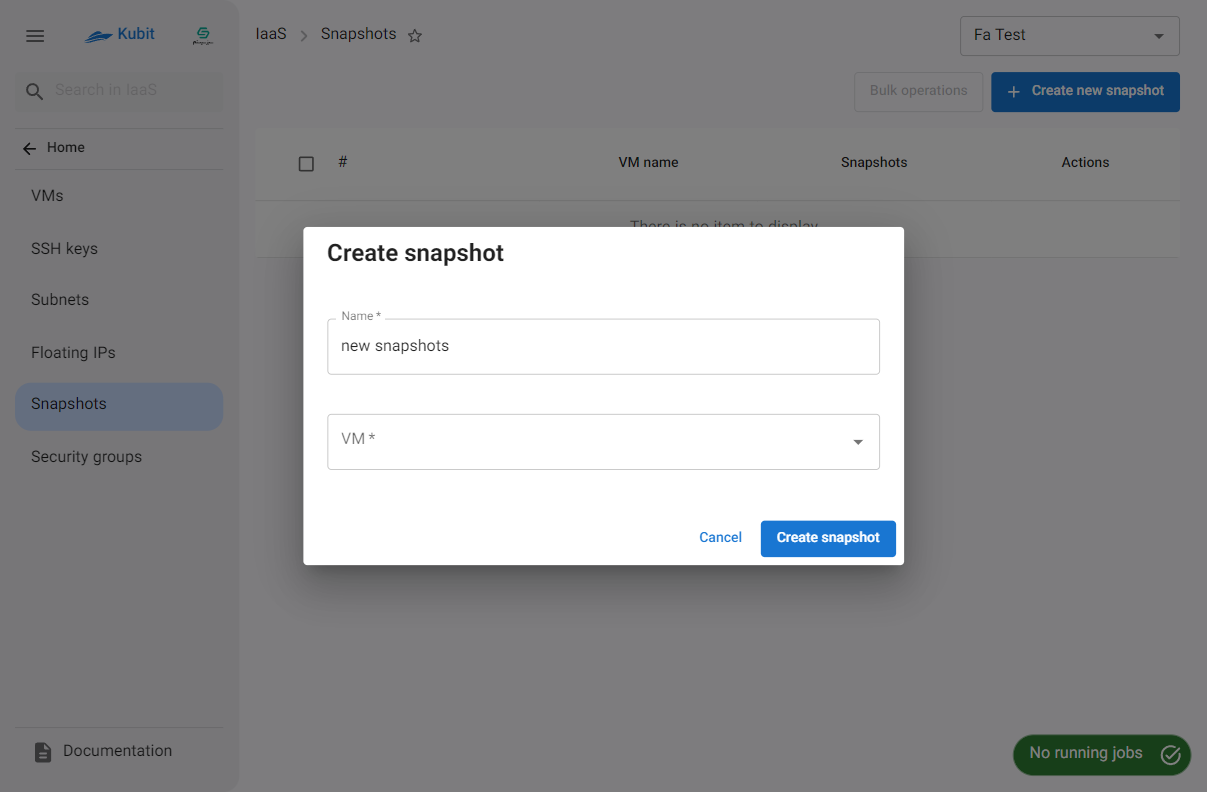 Kubit
IaaS
Snapshots
Fa Test
Search in IaaS
Bulk operations
Create new snapshot
Home
#
VM name
Snapshots
Actions
VMs
There is no item to display
SSH keys
Subnets
Floating IPs
Snapshots
Security groups
Create snapshot
Name *
new snapshots
VM *
Cancel
Create snapshot
Documentation
No running jobs